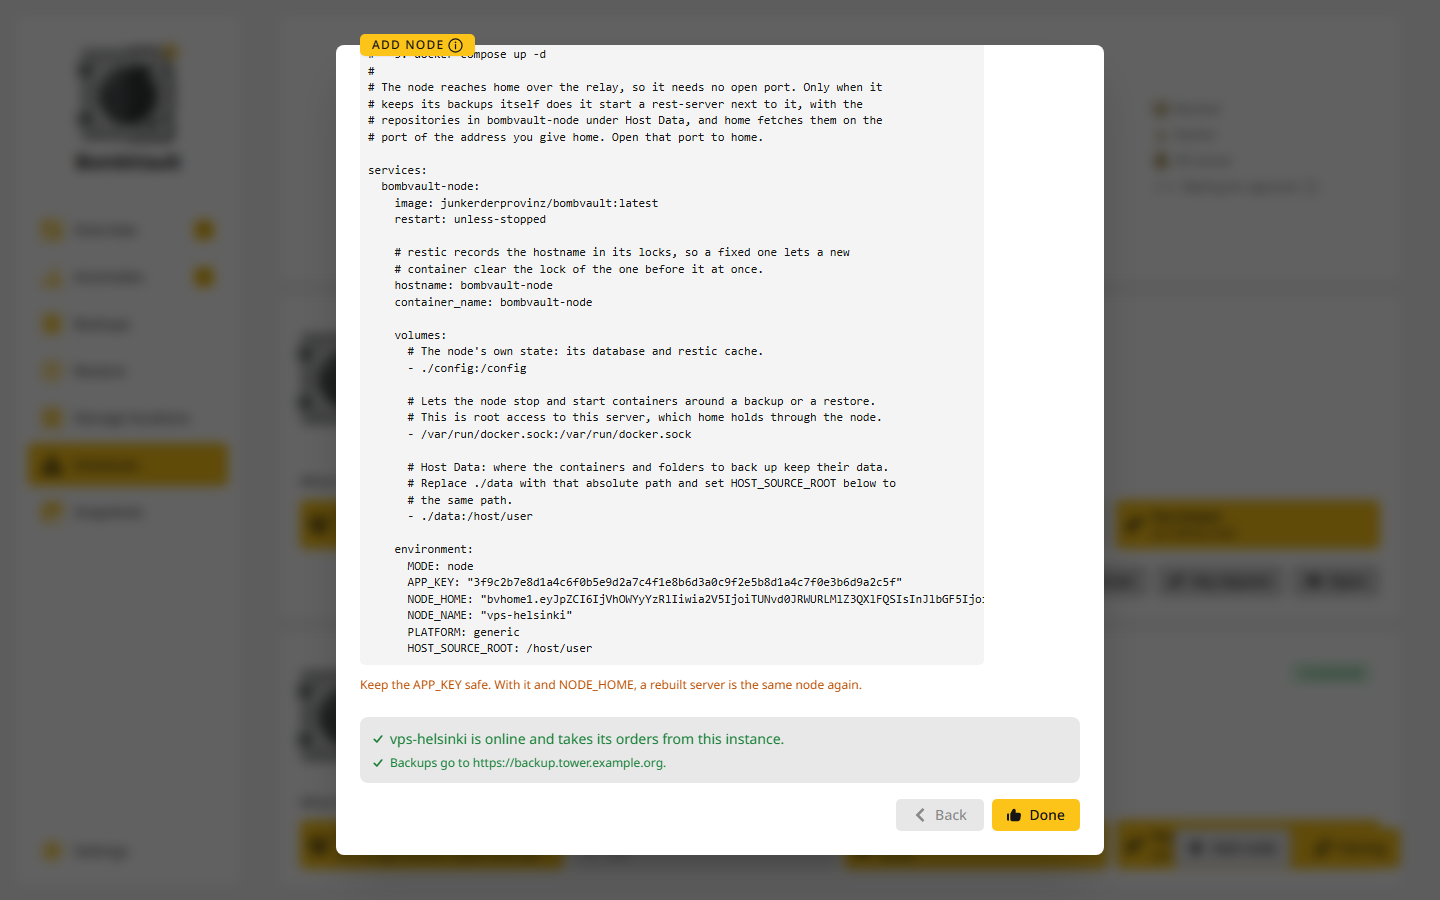 ADD NODE
compose up -d
#
# The node reaches home over the relay, so it needs no open port. Only when it
# keeps its backups itself does it start a rest-server next to it, with the
# repositories in bombvault-node under Host Data, and home fetches them on the
# port of the address you give home. Open that port to home.
services:
bombvault-node:
image: junkerderprovinz/bombvault:latest
restart: unless-stopped
# restic records the hostname in its locks, so a fixed one lets a new
# container clear the lock of the one before it at once.
hostname: bombvault-node
container_name: bombvault-node
volumes:
# The node's own state: its database and restic cache.
- ./config:/config
# Lets the node stop and start containers around a backup or a restore.
# This is root access to this server, which home holds through the node.
- /var/run/docker.sock:/var/run/docker.sock
# Host Data: where the containers and folders to back up keep their data.
# Replace ./data with that absolute path and set HOST_SOURCE_ROOT below to
# the same path.
- ./data:/host/user
environment:
MODE: node
APP_KEY: "3f9c2b7e8d1a4c6f0b5e9d2a7c4f1e8b6d3a0c9f2e5b8d1a4c7f0e3b6d9a2c5f"
NODE_HOME: "bvhome1.eyJpZCI6IjVhOWYyYzRlIiwia2V5IjoiTUNvd0JRWURLMlZ3QXlFQSIsInJlbGF5Ijoi
NODE_NAME: "vps-helsinki"
PLATFORM: generic
HOST_SOURCE_ROOT: /host/user
Keep the APP_KEY safe. With it and NODE_HOME, a rebuilt server is the same node again.
vps-helsinki is online and takes its orders from this instance.
Backups go to https://backup.tower.example.org.
Back
Done